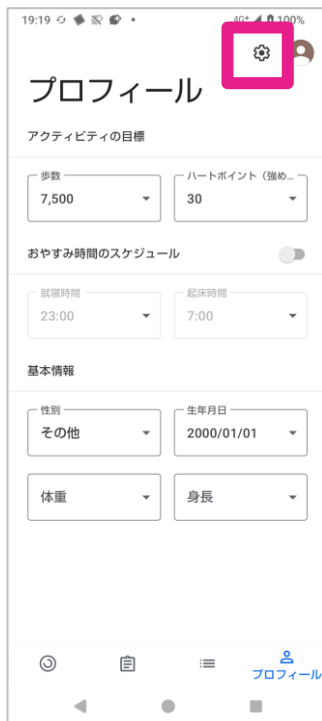 19:19 4G+ 100%
プロフィール
アクティビティの目標
歩数 ハートポイント（強め...
7,500 30
おやすみ時間のスケジュール
就寝時間 起床時間
23:00 7:00
基本情報
性別 生年月日
その他 2000/01/01
体重 身長
プロフィール